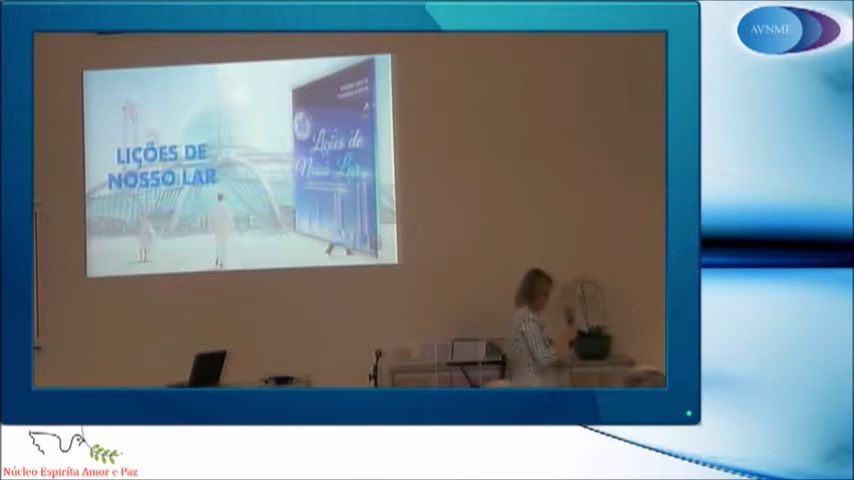 AVNME
LIÇÕES DE
NOSSO LAR
Lições de
Nosso Lar
Núcleo Espírita Amor e Paz